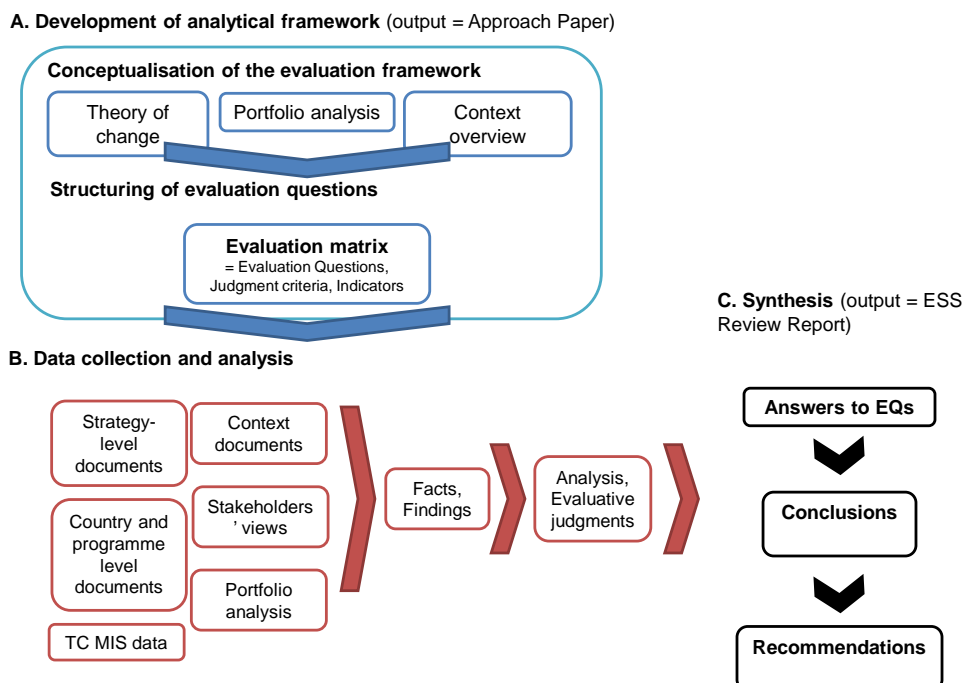 A. Development of analytical framework (output = Approach Paper)
Conceptualisation of the evaluation framework
Theory of
change
Portfolio analysis
Context
overview
Structuring of evaluation questions
Evaluation matrix
= Evaluation Questions,
Judgment criteria, Indicators
B. Data collection and analysis
Strategy-
level
documents
Context
documents
Country and
programme
level
documents
Stakeholders
' views
Portfolio
analysis
TC MIS data
Facts,
Findings
Analysis,
Evaluative
judgments
C. Synthesis (output = ESS
Review Report)
Answers to EQs
Conclusions
Recommendations